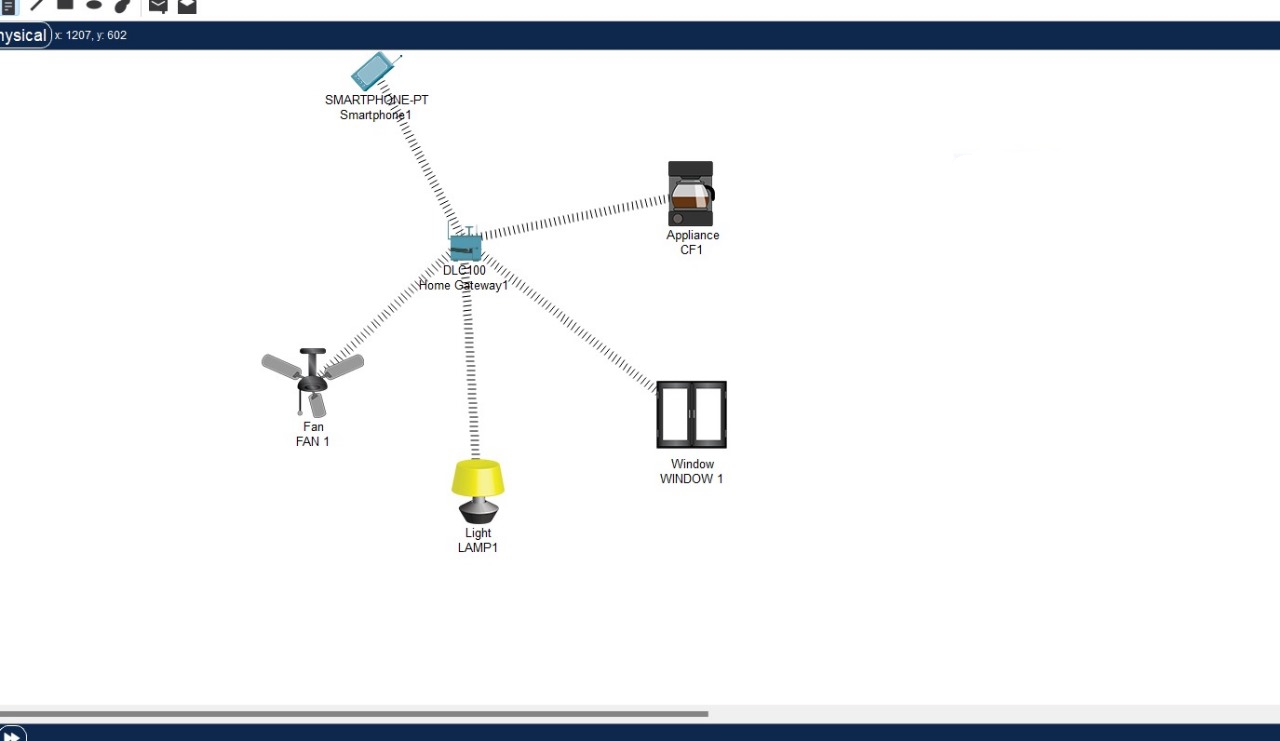 hysical x: 1207, y: 602
SMARTPHONE-PT
Smartphone1
Appliance
CF1
DLC100
Home Gateway1
Fan
FAN 1
Window
WINDOW 1
Light
LAMP1